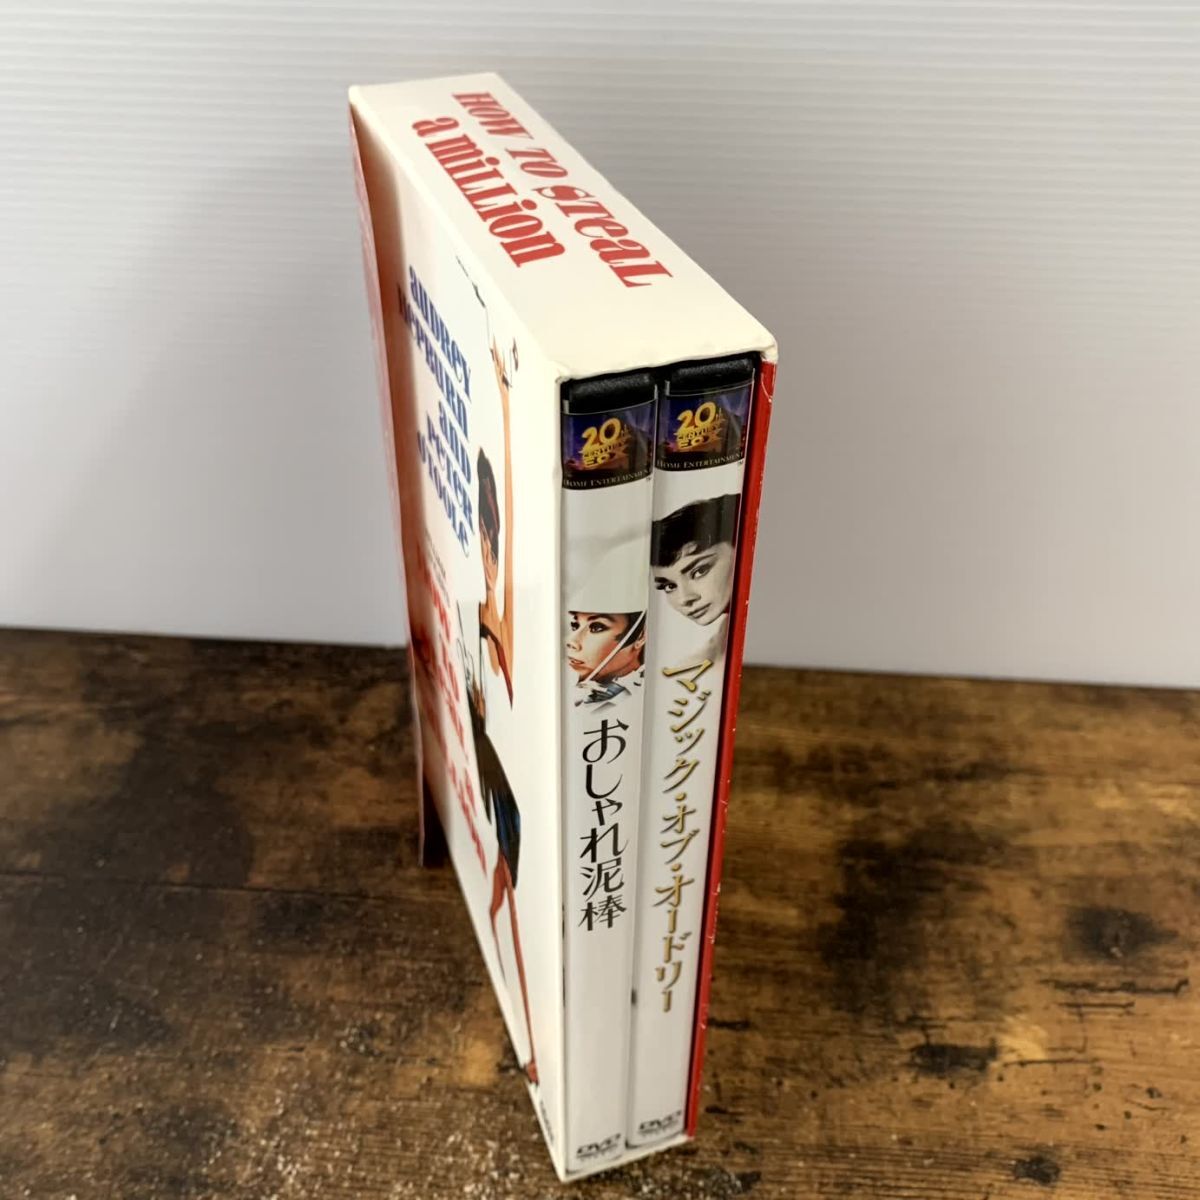 HOW TO STEAL
a MILLION
AUDREY
HEPBURN
AND
PETER
O'TOOLE
20th
CENTURY
FOX
HOME ENTERTAINMENT
おしゃれ泥棒
DVD
20th
CENTURY
FOX
HOME ENTERTAINMENT
マジック・オブ・オードリー
DVD